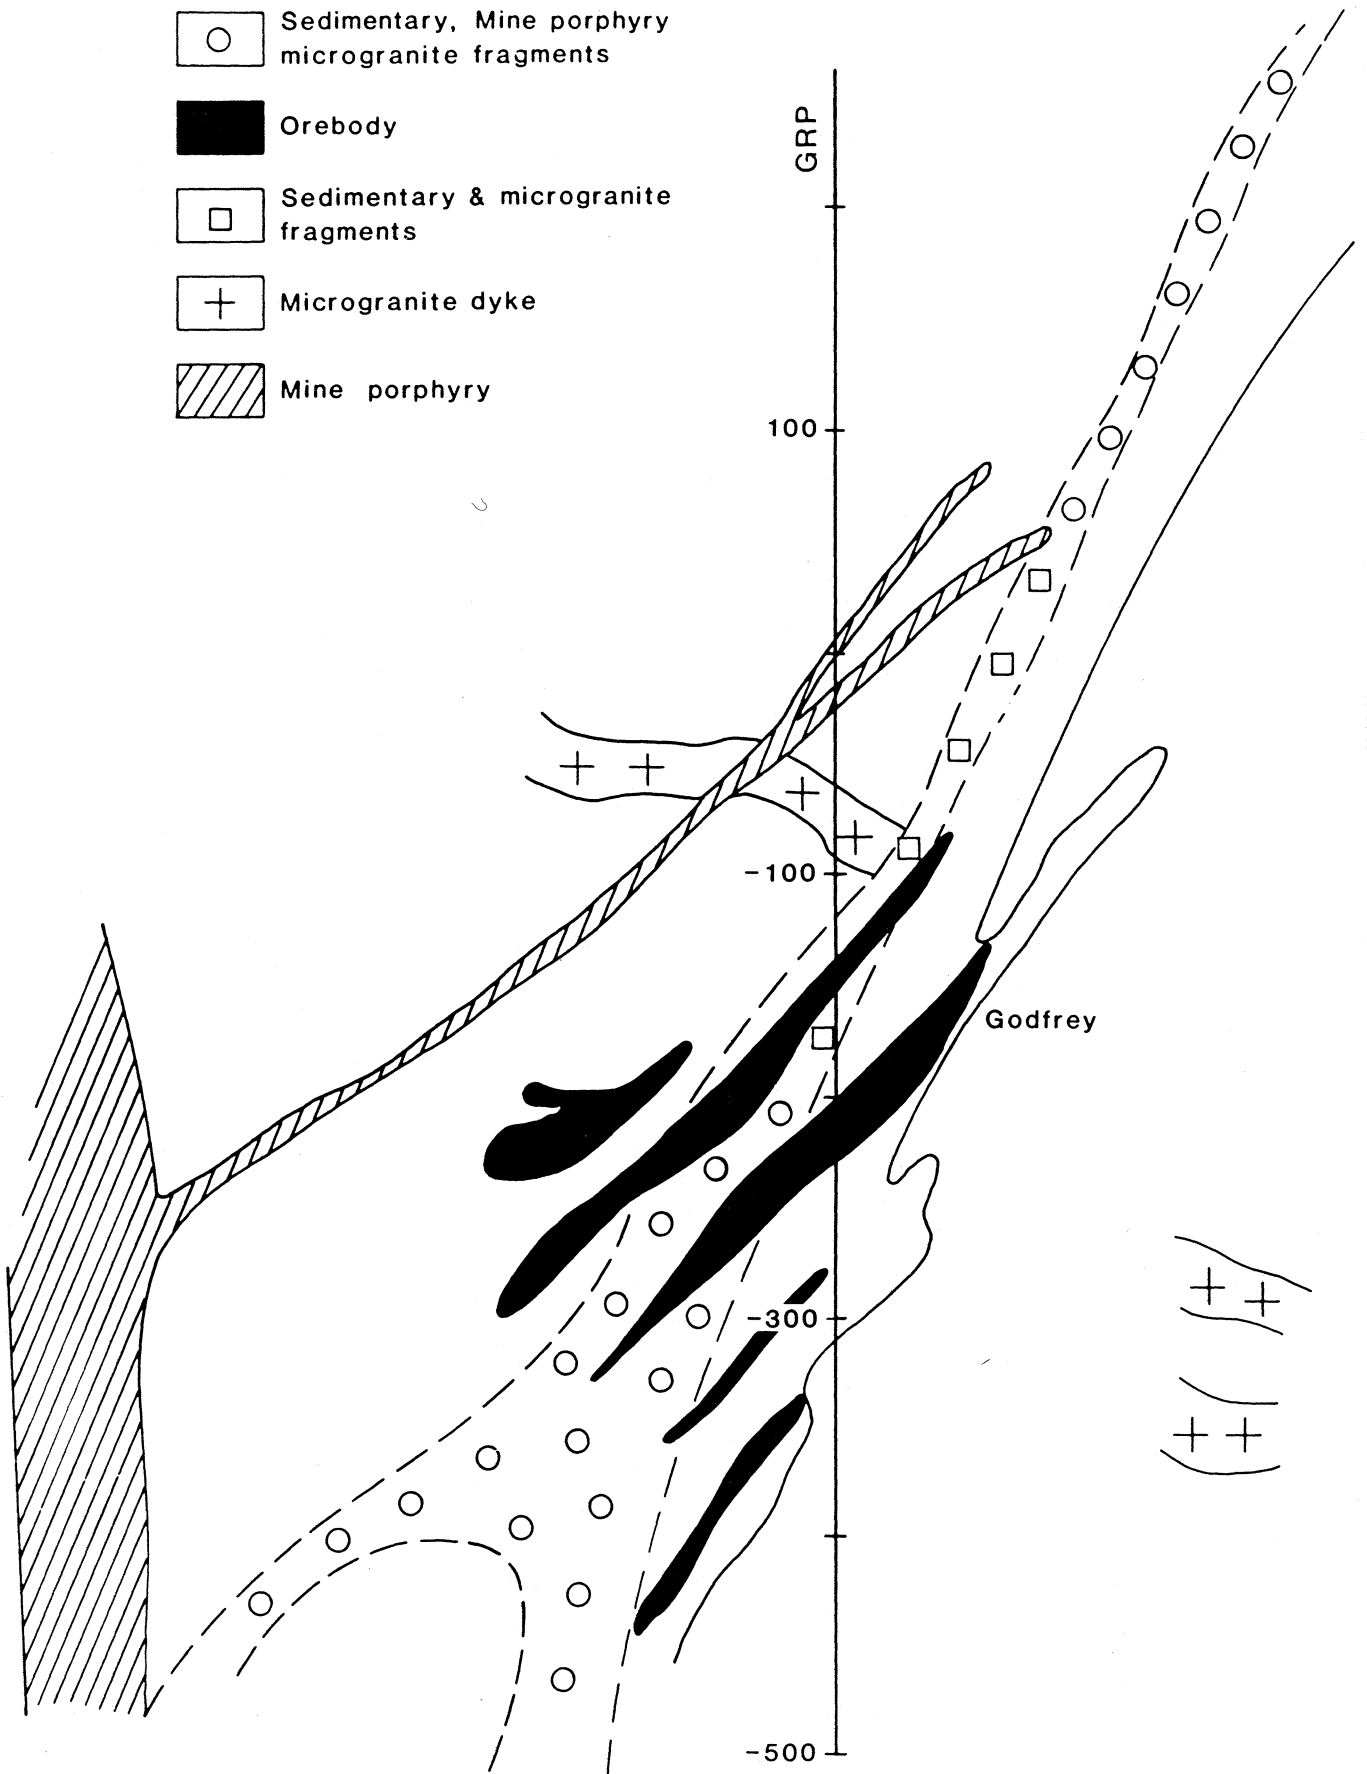 Sedimentary, Mine porphyry
microgranite fragments
Orebody
Sedimentary & microgranite
fragments
Microgranite dyke
Mine porphyry
GRP
100
-100
Godfrey
-300
-500